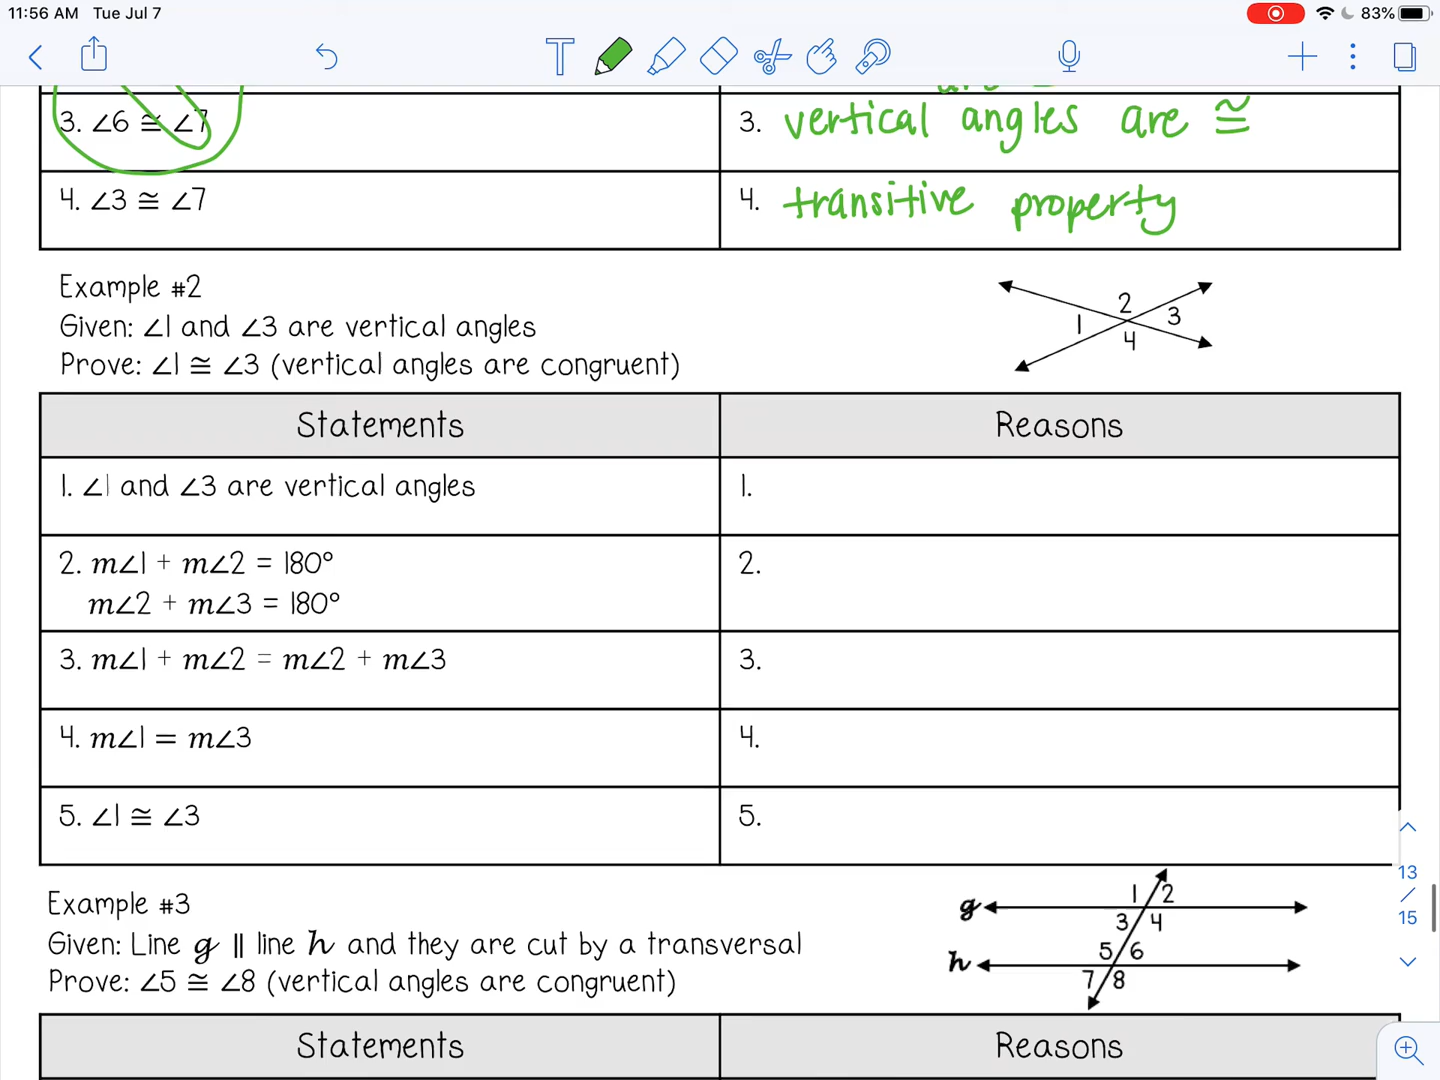 11:56 AM Tue Jul 7
83%
3. ∠6 ≅ ∠7
3. vertical angles are ≅
4. ∠3 ≅ ∠7
4. transitive property
Example #2
Given: ∠1 and ∠3 are vertical angles
Prove: ∠1 ≅ ∠3 (vertical angles are congruent)
1 2 3 4
Statements
Reasons
1. ∠1 and ∠3 are vertical angles
1.
2. m∠1 + m∠2 = 180°
m∠2 + m∠3 = 180°
2.
3. m∠1 + m∠2 = m∠2 + m∠3
3.
4. m∠1 = m∠3
4.
5. ∠1 ≅ ∠3
5.
13
/
15
Example #3
Given: Line g || line h and they are cut by a transversal
Prove: ∠5 ≅ ∠8 (vertical angles are congruent)
1 2
g
3 4
5 6
h
7 8
Statements
Reasons